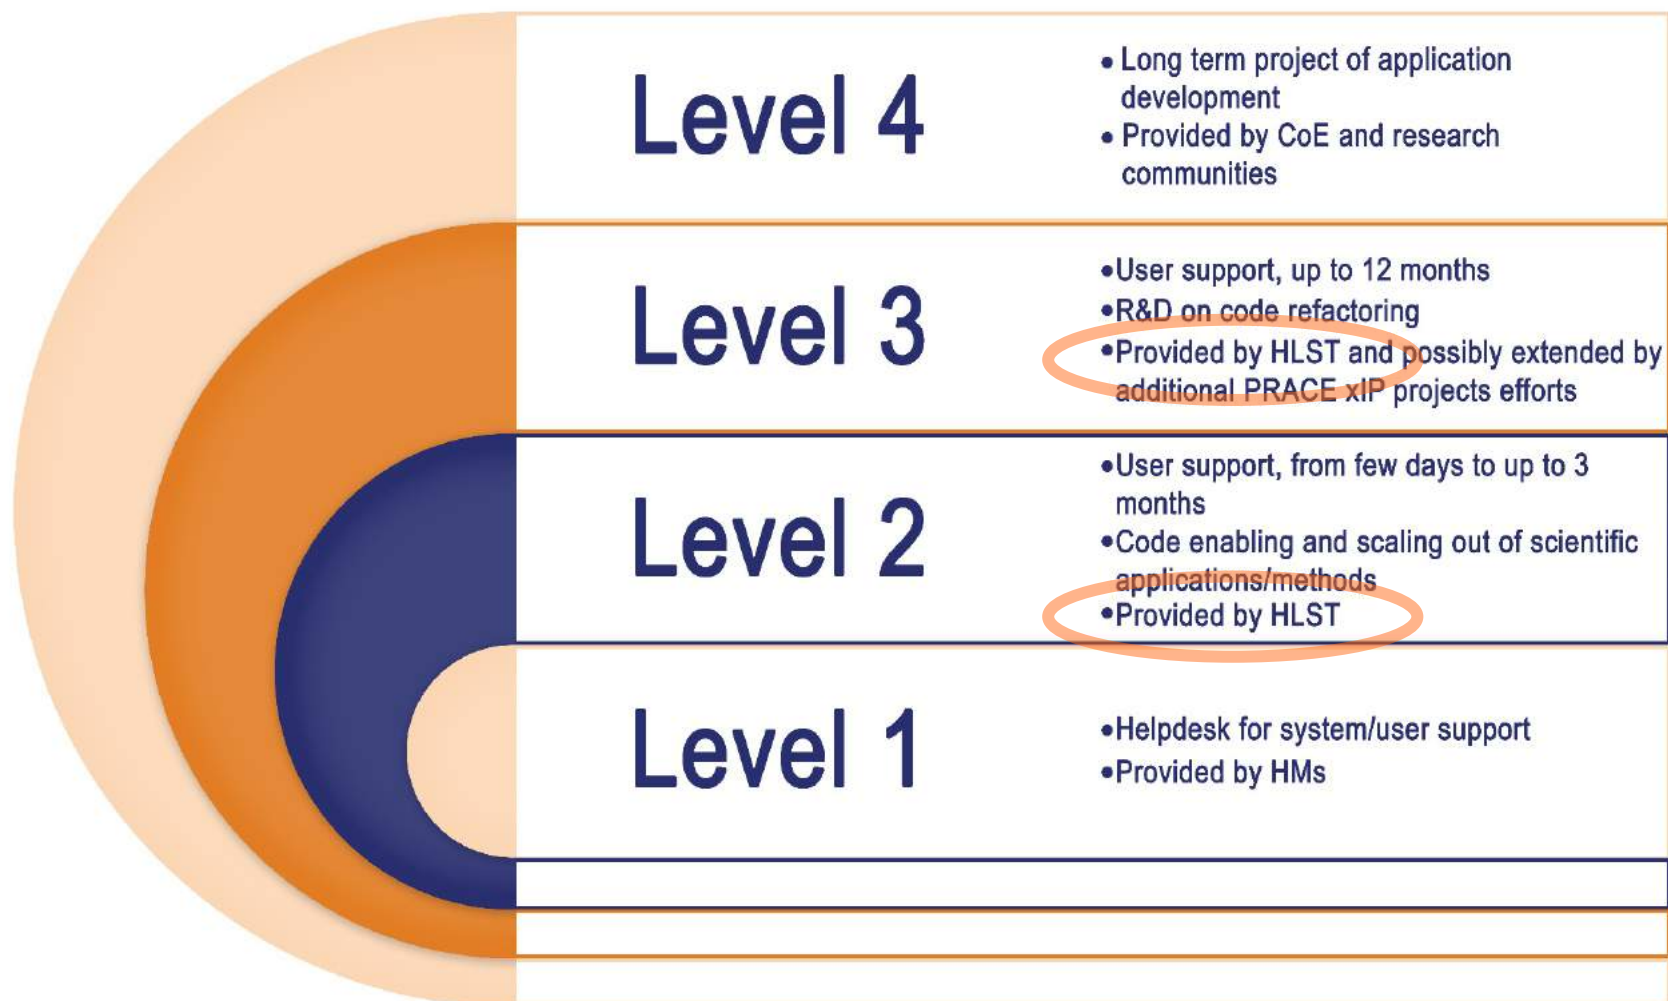 Level 4
• Long term project of application
development
• Provided by CoE and research
communities
Level 3
•User support, up to 12 months
•R&D on code refactoring
•Provided by HLST and possibly extended by
additional PRACE xIP projects efforts
Level 2
•User support, from few days to up to 3
months
•Code enabling and scaling out of scientific
applications/methods
•Provided by HLST
Level 1
•Helpdesk for system/user support
•Provided by HMs